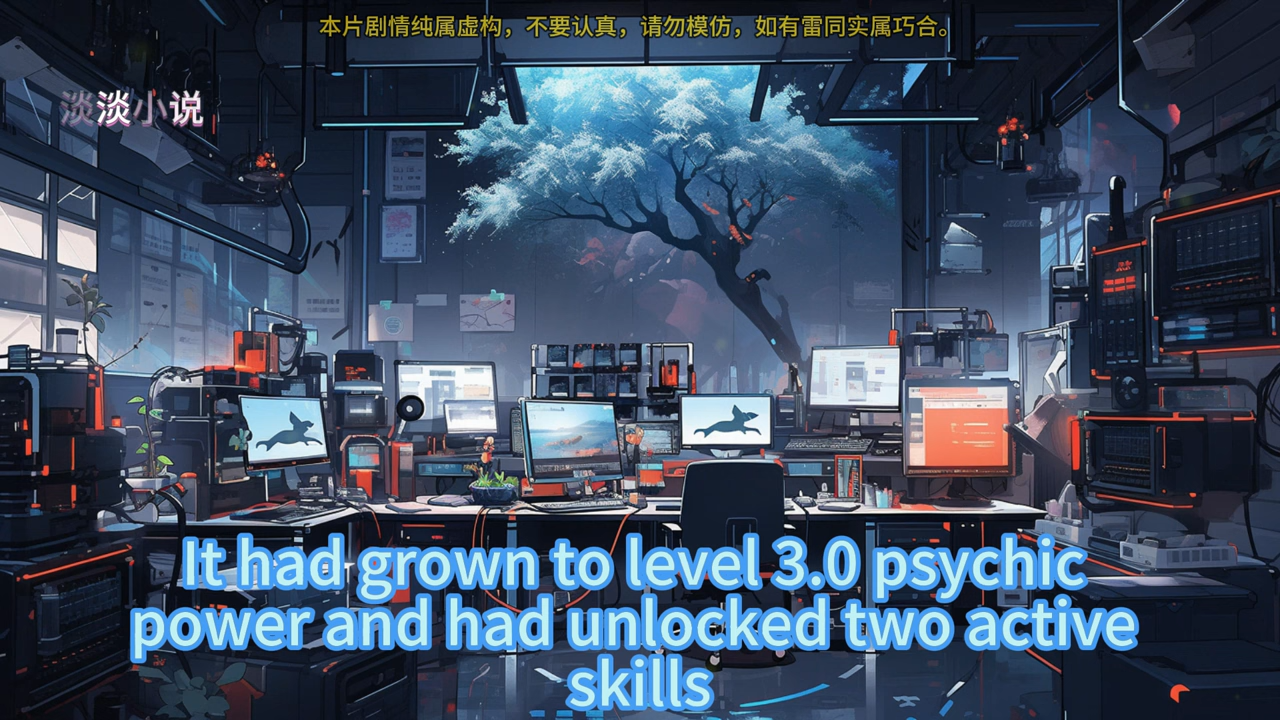 本片剧情纯属虚构，不要认真，请勿模仿，如有雷同实属巧合。
淡淡小说
It had grown to level 3.0 psychic
power and had unlocked two active
skills